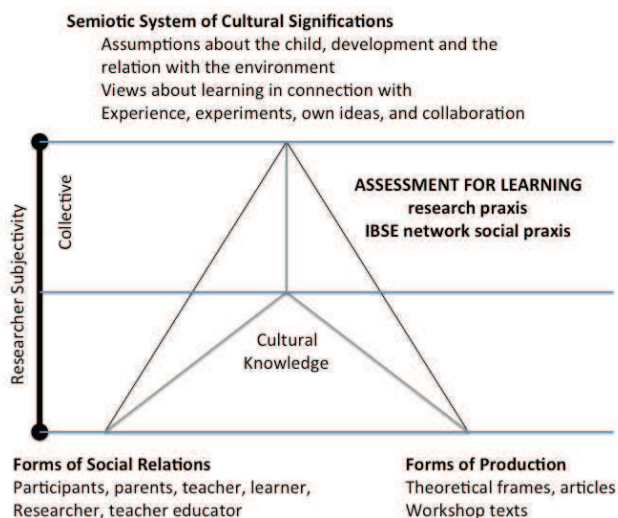 Semiotic System of Cultural Significations
Assumptions about the child, development and the
relation with the environment
Views about learning in connection with
Experience, experiments, own ideas, and collaboration
Researcher Subjectivity
Collective
ASSESSMENT FOR LEARNING
research praxis
IBSE network social praxis
Cultural
Knowledge
Forms of Social Relations
Participants, parents, teacher, learner,
Researcher, teacher educator
Forms of Production
Theoretical frames, articles
Workshop texts